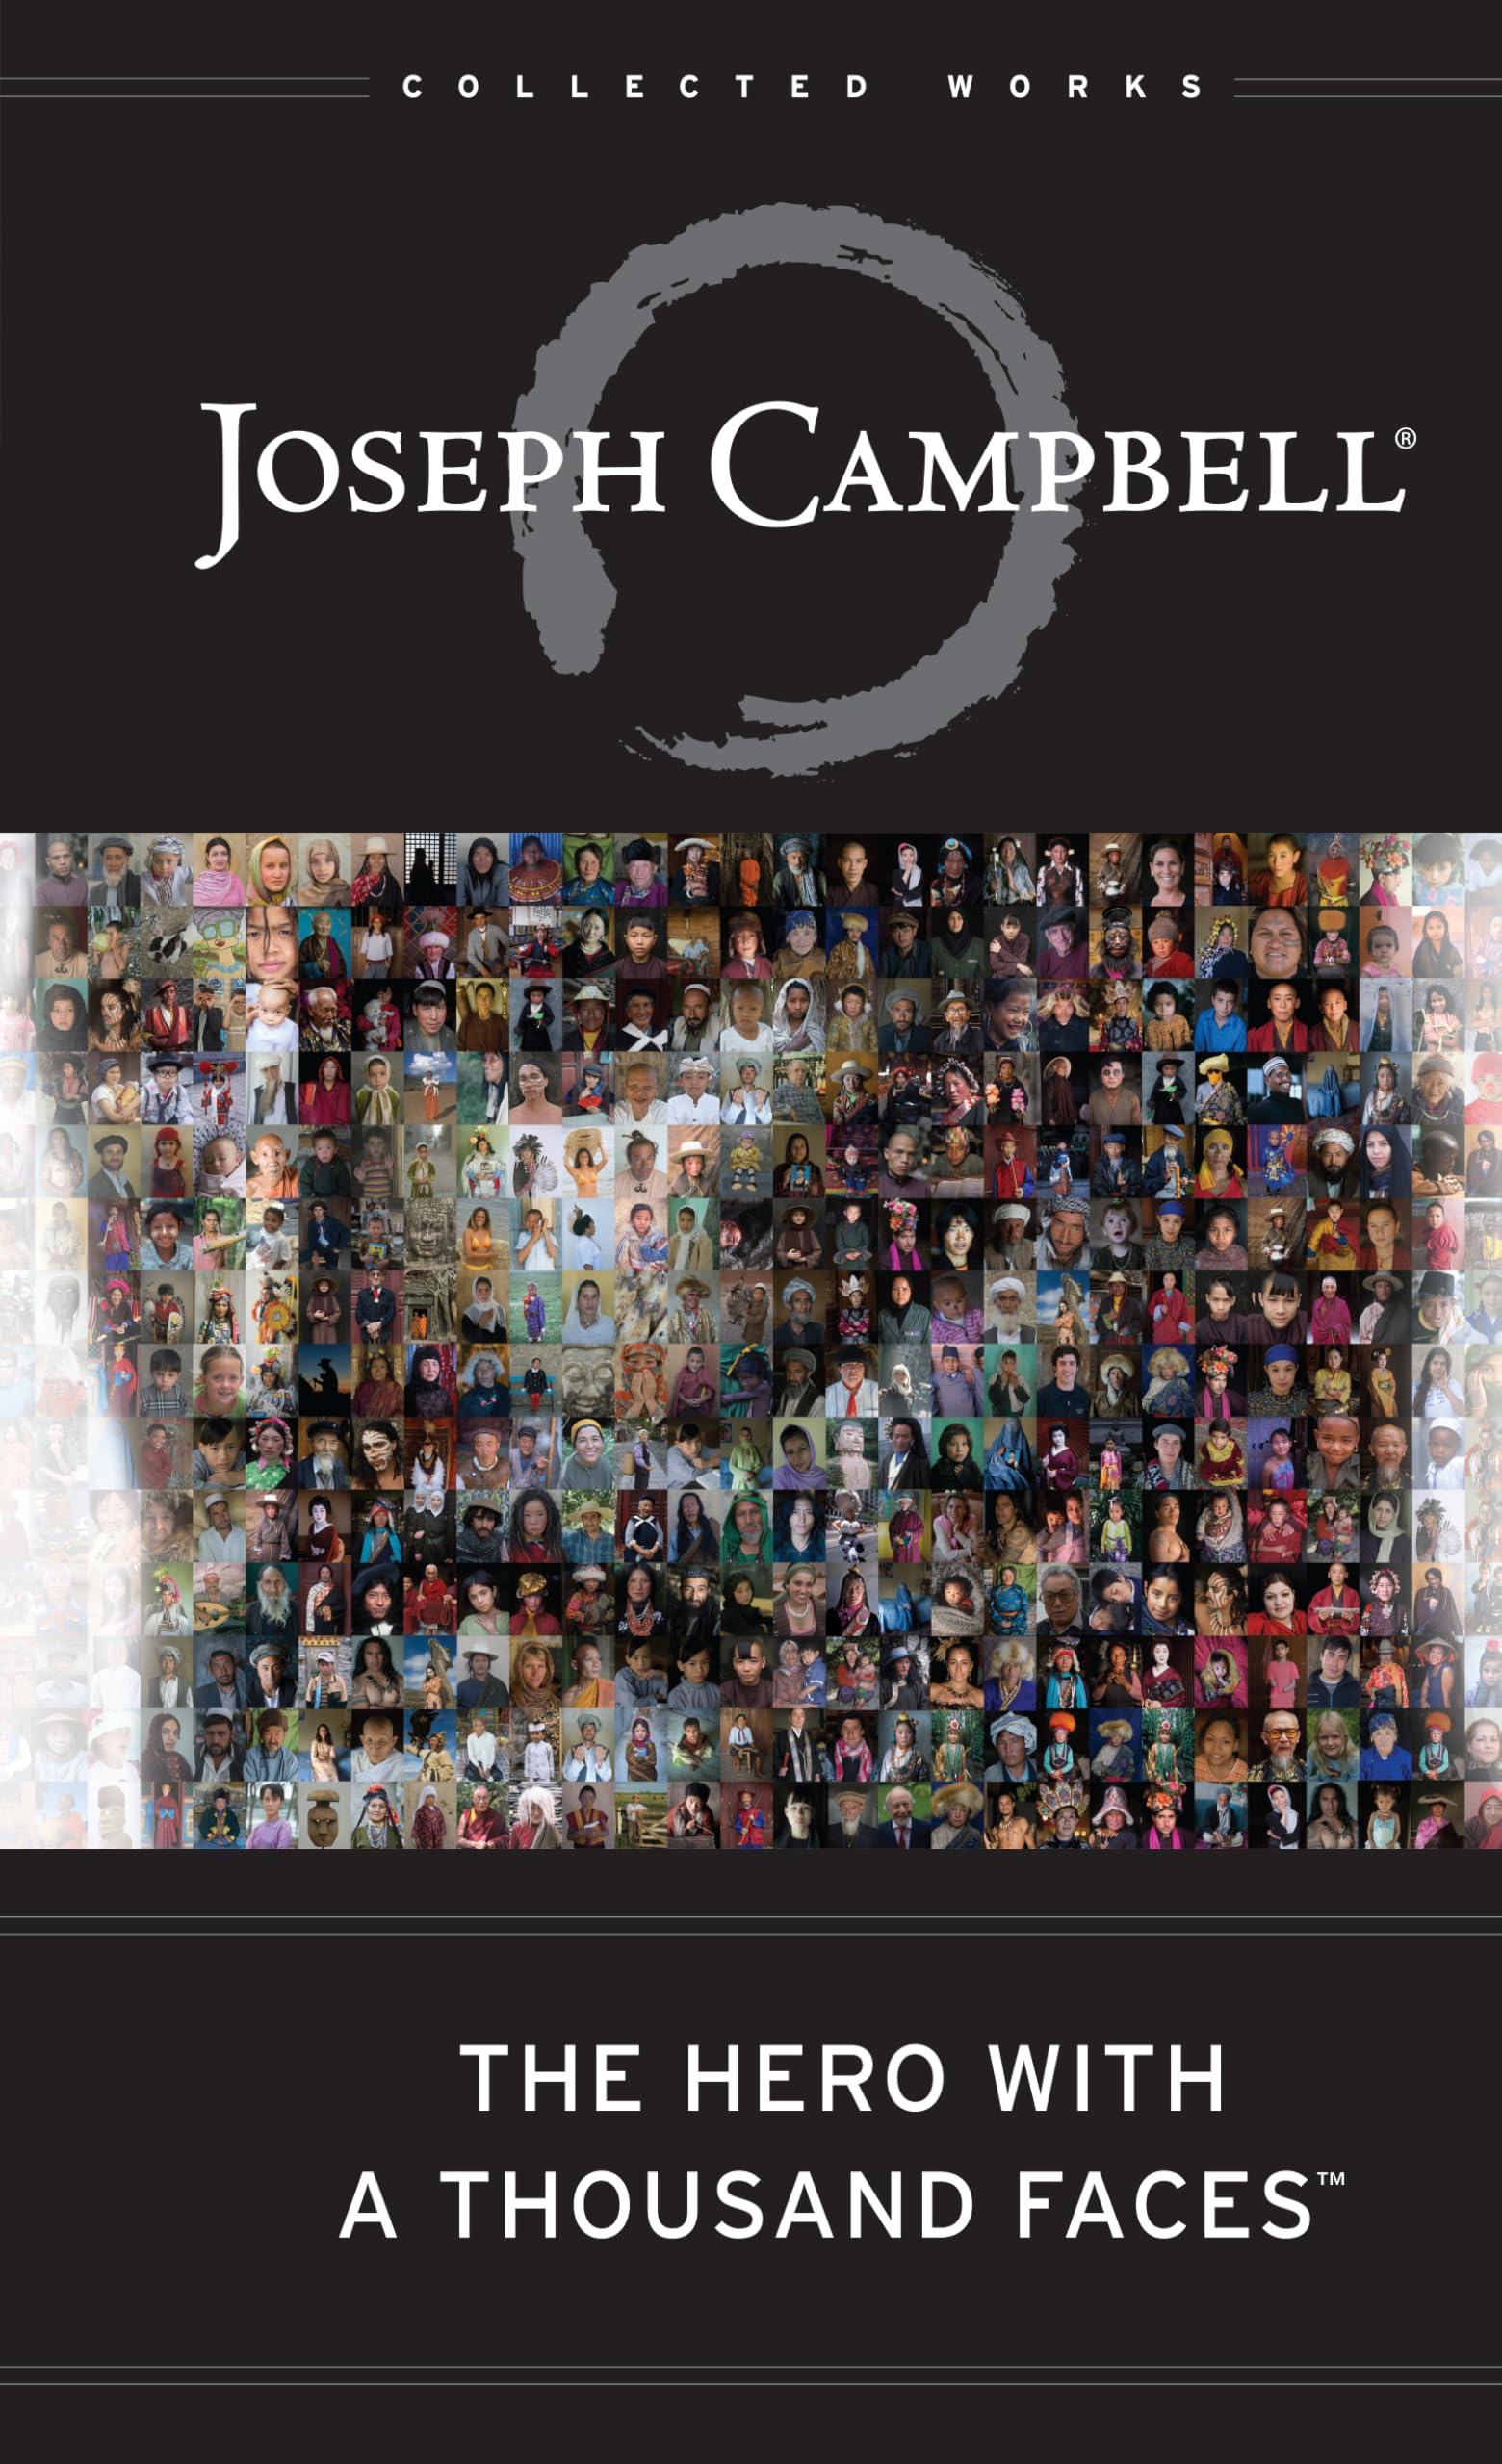 COLLECTED WORKS
JOSEPH CAMPBELL®
THE HERO WITH
A THOUSAND FACES™